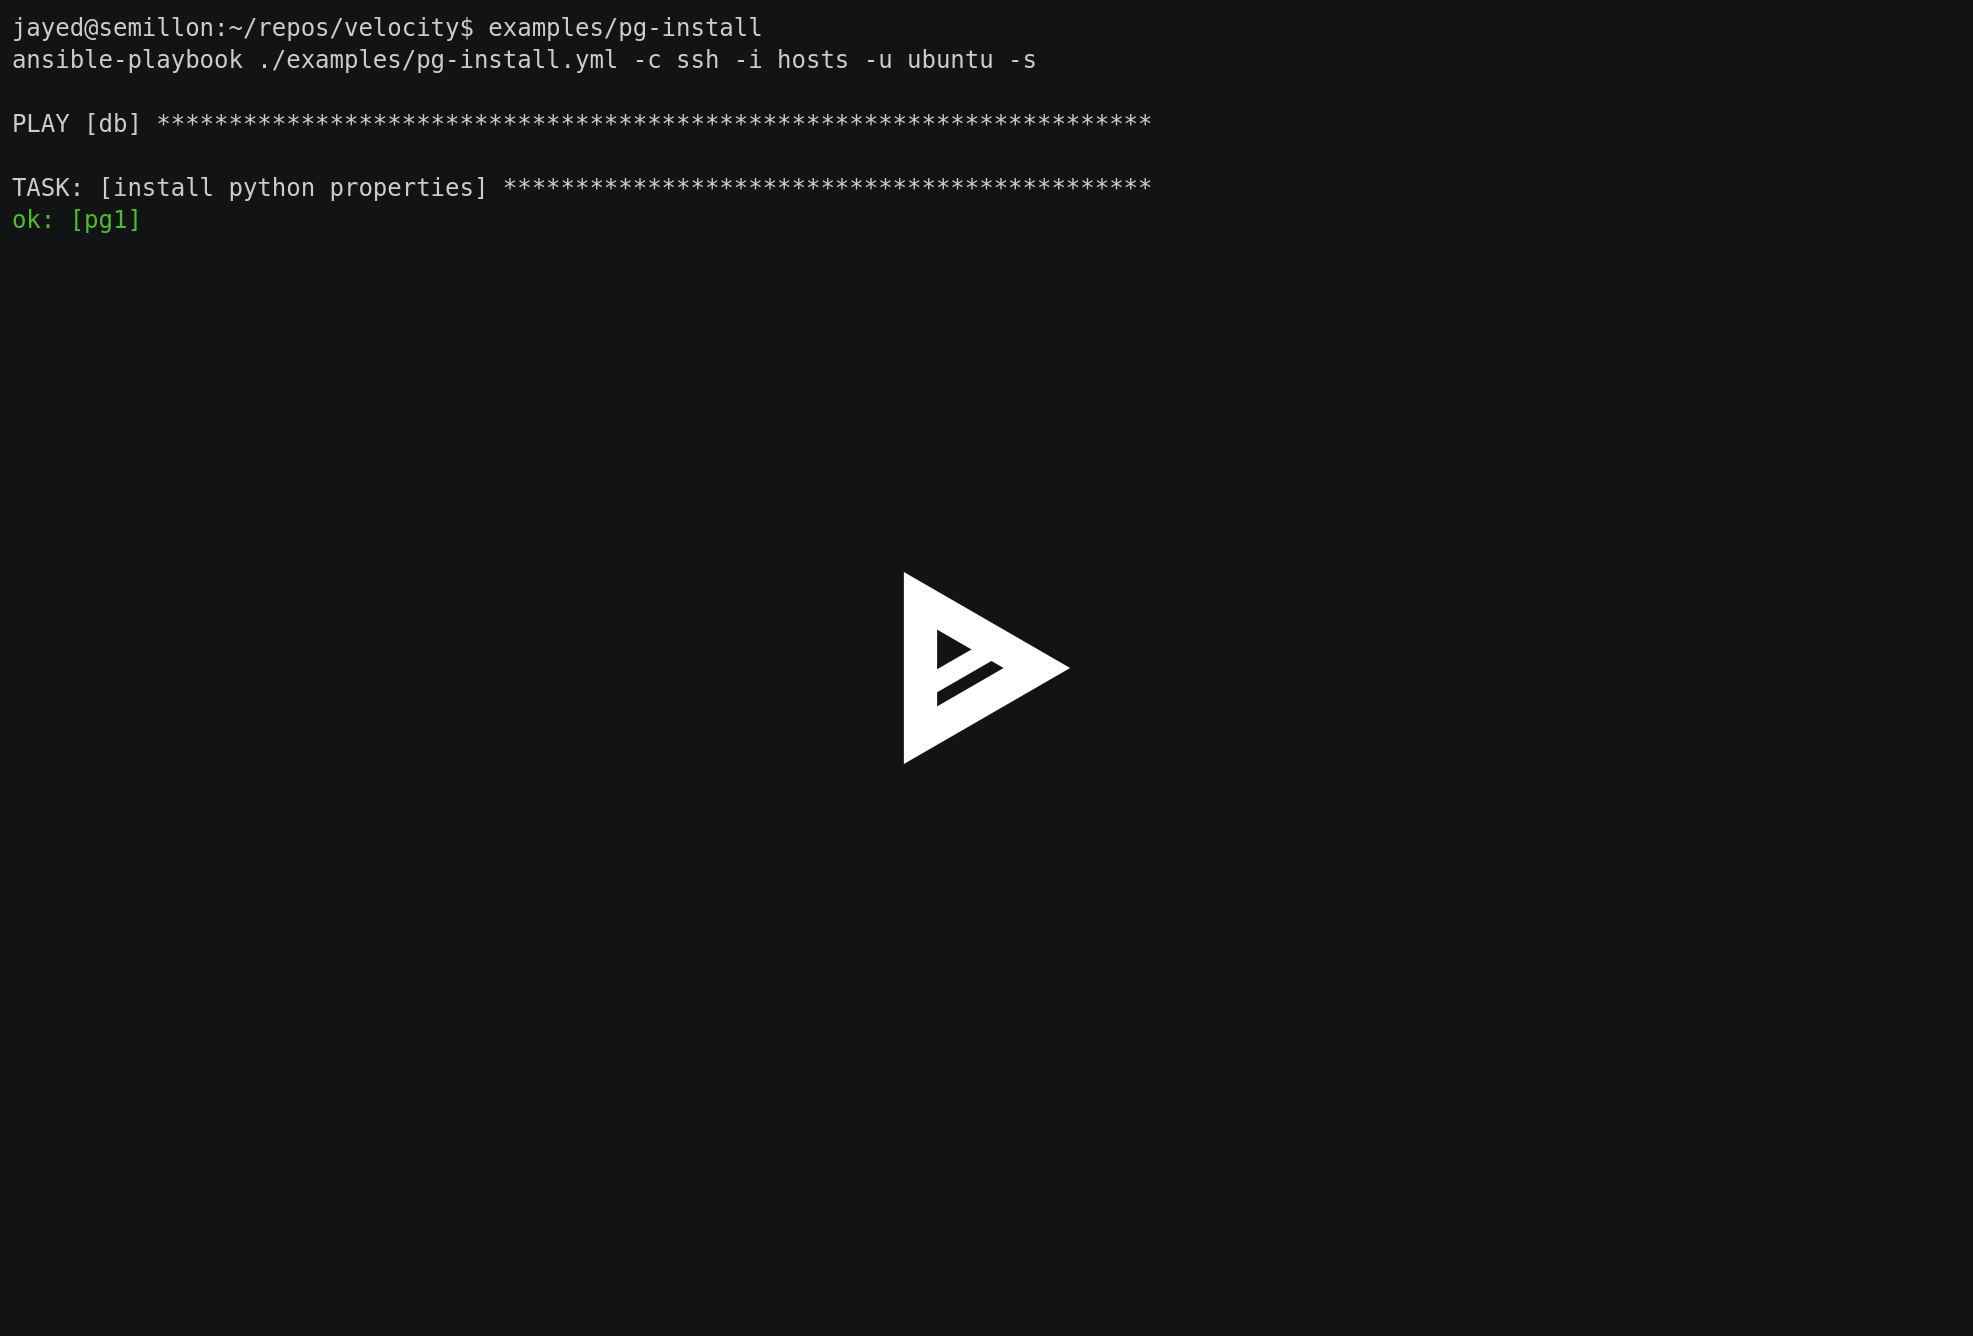 jayed@semillon:~/repos/velocity$ examples/pg-install
ansible-playbook ./examples/pg-install.yml -c ssh -i hosts -u ubuntu -s
PLAY [db] *********************************************************************
TASK: [install python properties] *********************************************
ok: [pg1]